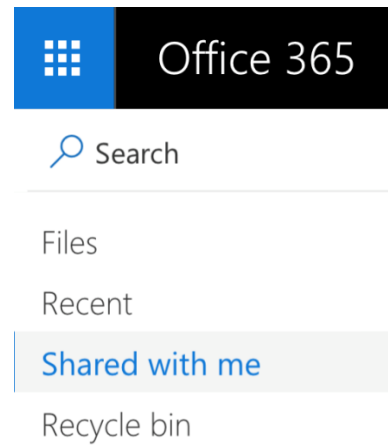 Office 365
Search
Files
Recent
Shared with me
Recycle bin